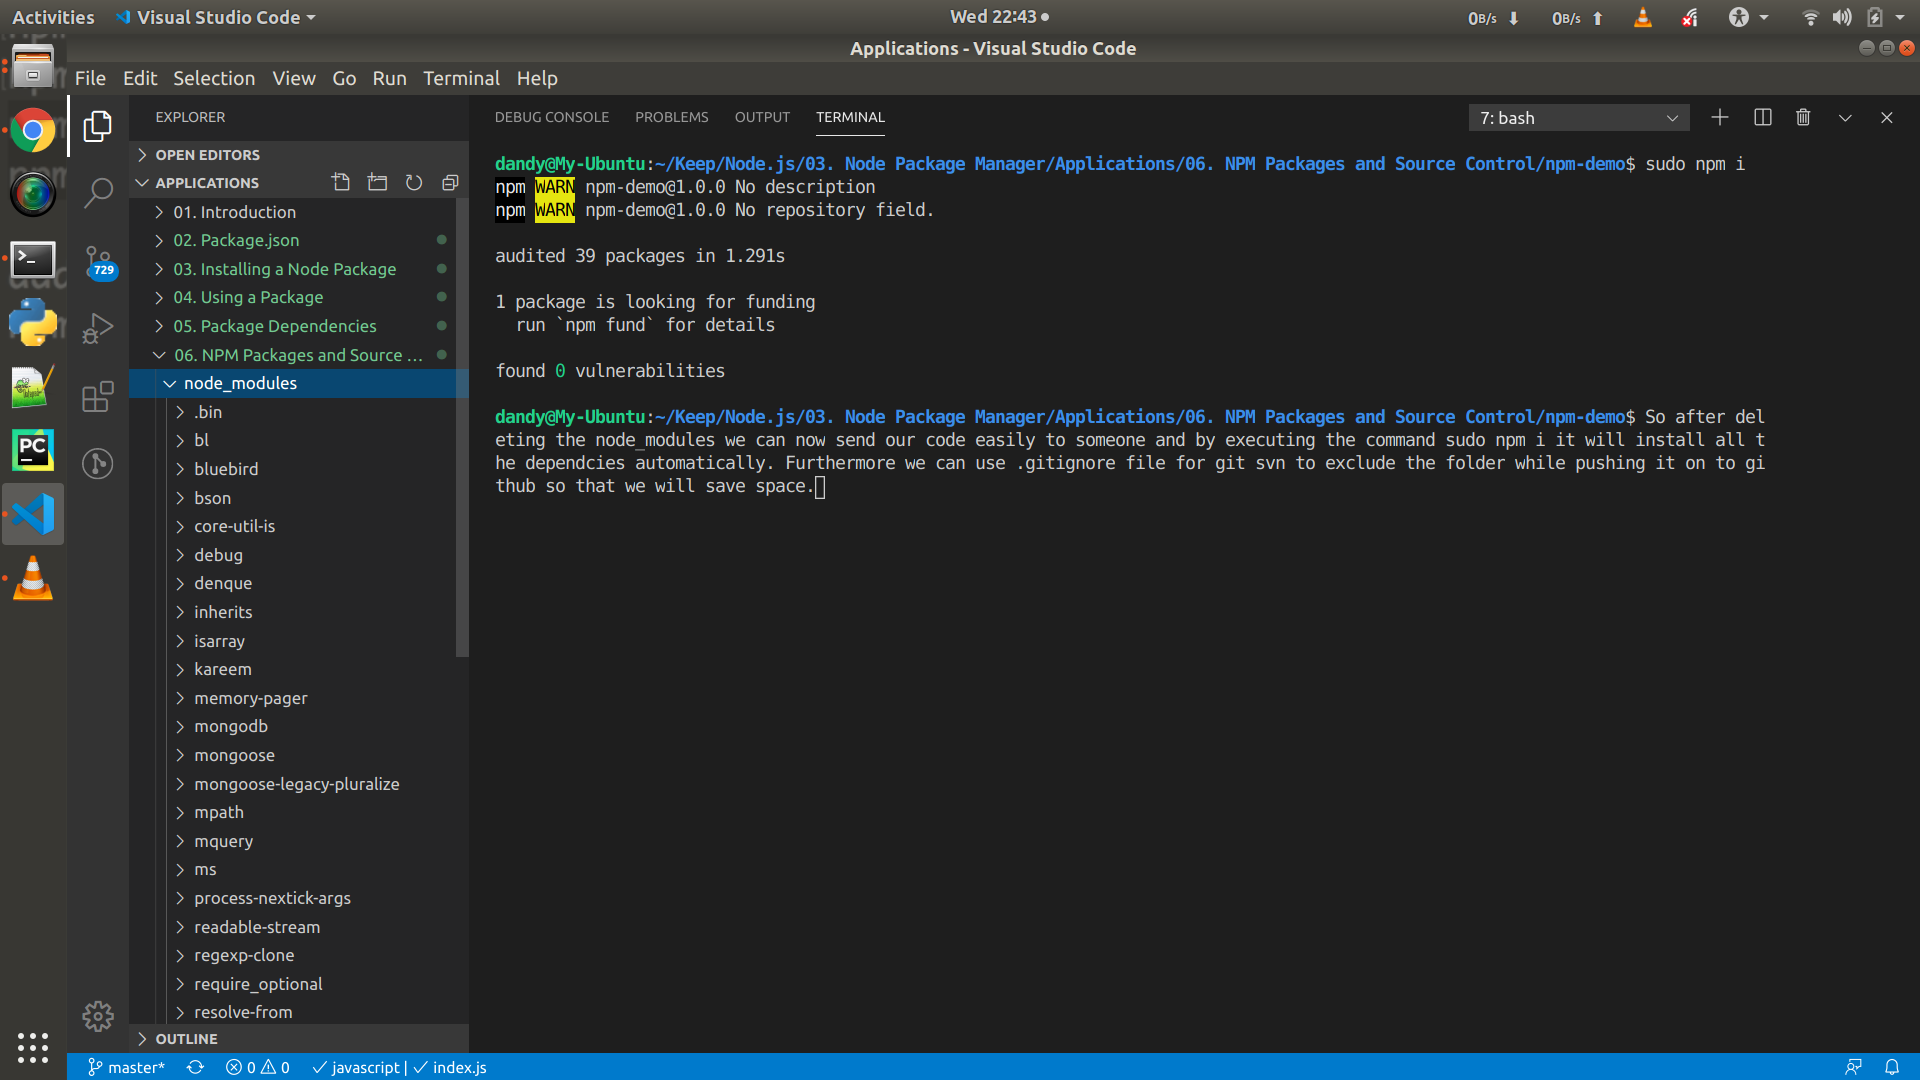 Activities Visual Studio Code Wed 22:43 0B/s 0B/s
Applications - Visual Studio Code
File Edit Selection View Go Run Terminal Help
EXPLORER
OPEN EDITORS
APPLICATIONS
01. Introduction
02. Package.json
03. Installing a Node Package
04. Using a Package
05. Package Dependencies
06. NPM Packages and Source ...
node_modules
.bin
bl
bluebird
bson
core-util-is
debug
denque
inherits
isarray
kareem
memory-pager
mongodb
mongoose
mongoose-legacy-pluralize
mpath
mquery
ms
process-nextick-args
readable-stream
regexp-clone
require_optional
resolve-from
OUTLINE
729
PC
DEBUG CONSOLE PROBLEMS OUTPUT TERMINAL 7: bash
dandy@My-Ubuntu:~/Keep/Node.js/03. Node Package Manager/Applications/06. NPM Packages and Source Control/npm-demo$ sudo npm i
npm WARN npm-demo@1.0.0 No description
npm WARN npm-demo@1.0.0 No repository field.
audited 39 packages in 1.291s
1 package is looking for funding
run `npm fund` for details
found 0 vulnerabilities
dandy@My-Ubuntu:~/Keep/Node.js/03. Node Package Manager/Applications/06. NPM Packages and Source Control/npm-demo$ So after del
eting the node_modules we can now send our code easily to someone and by executing the command sudo npm i it will install all t
he dependcies automatically. Furthermore we can use .gitignore file for git svn to exclude the folder while pushing it on to gi
thub so that we will save space.
master* 0 0 javascript | index.js